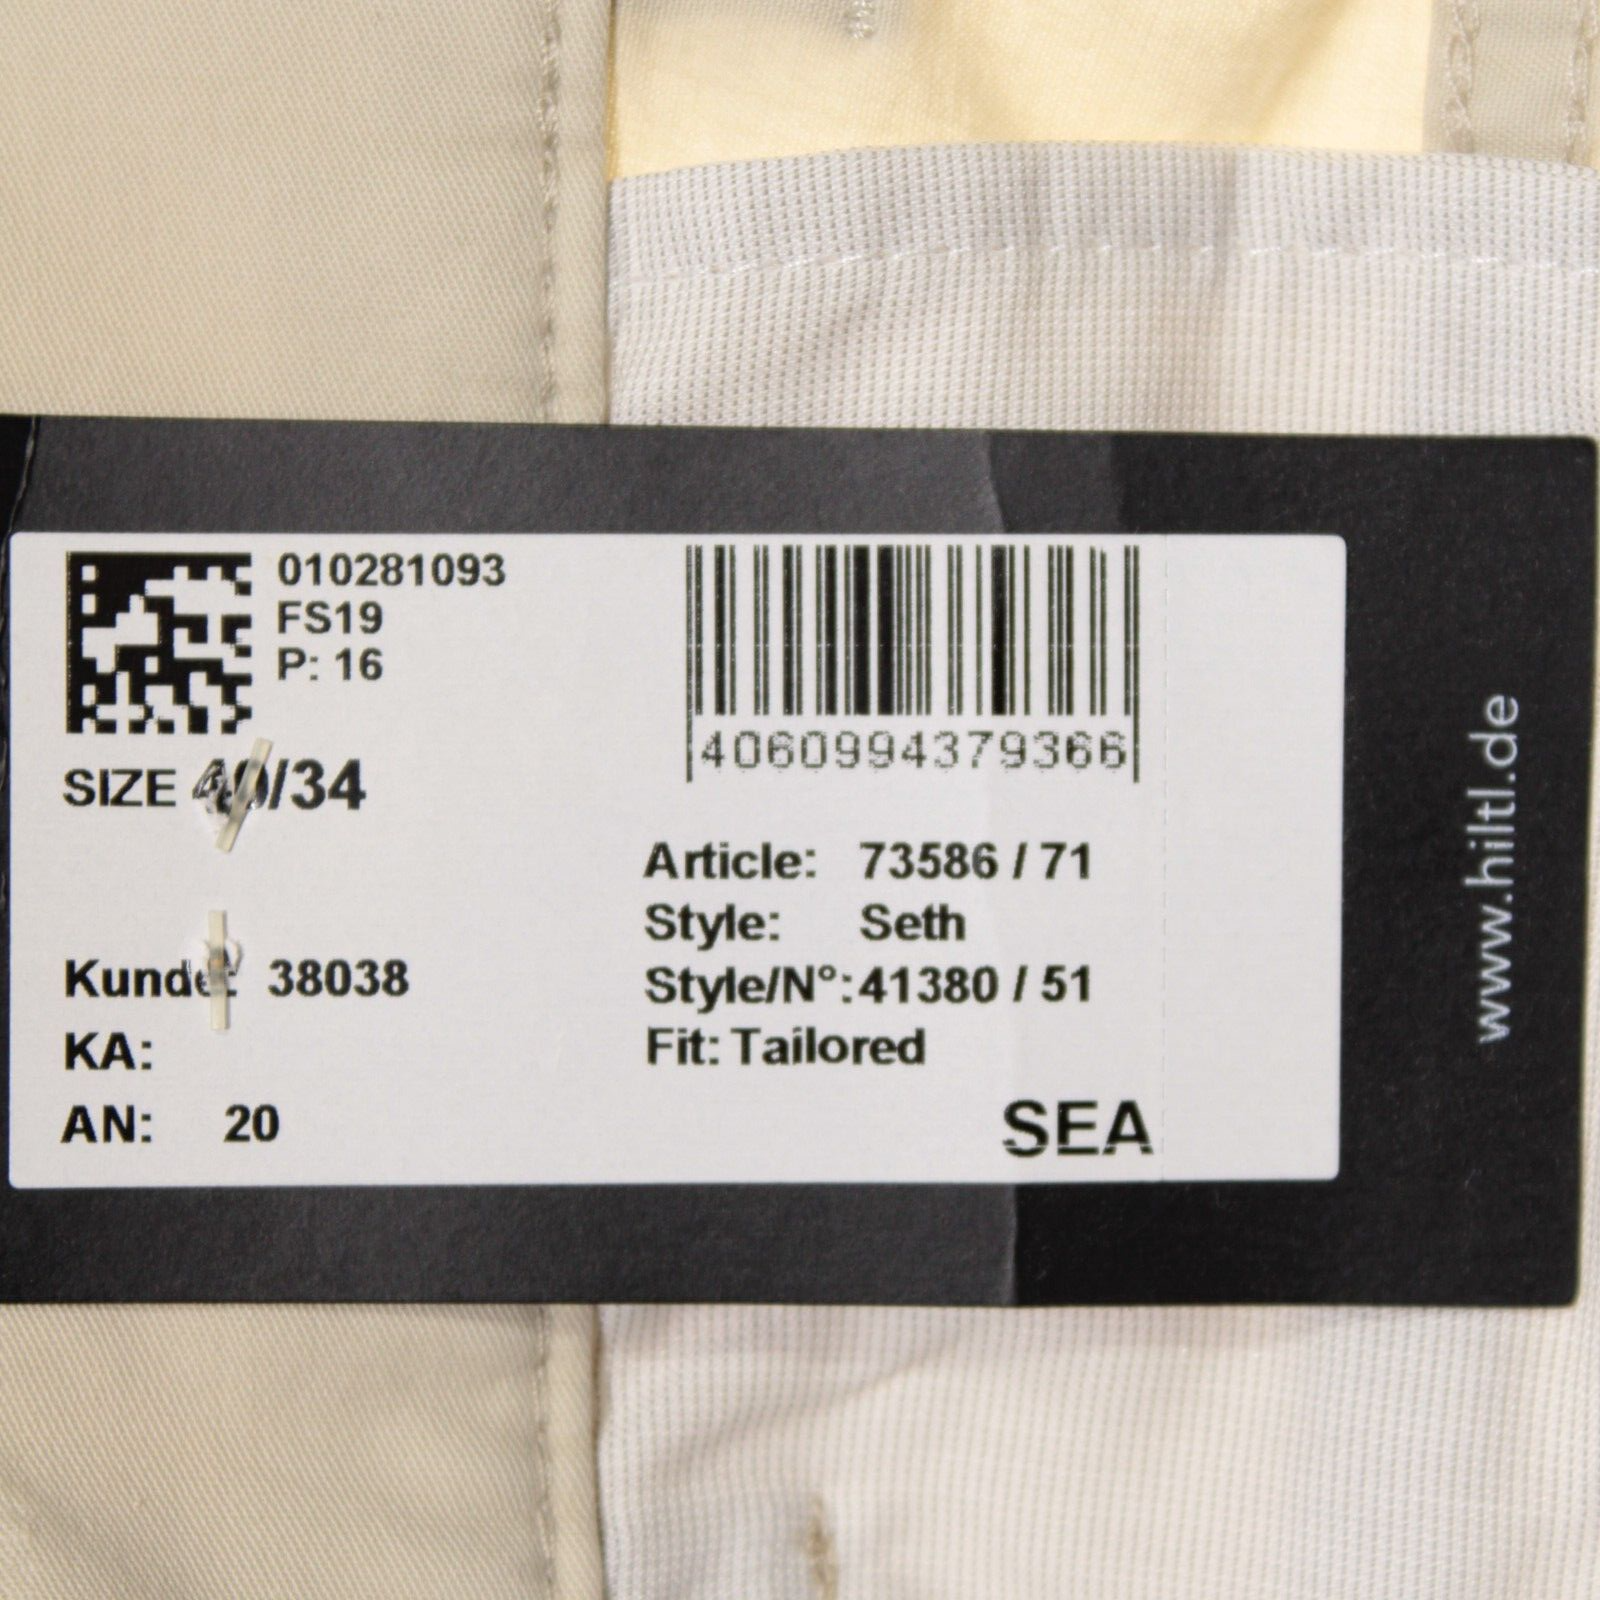 010281093
FS19
P: 16
SIZE 40/34
Kunde: 38038
KA:
AN: 20
4060994379366
Article: 73586 / 71
Style: Seth
Style/N°: 41380 / 51
Fit: Tailored
SEA
www.hiltl.de